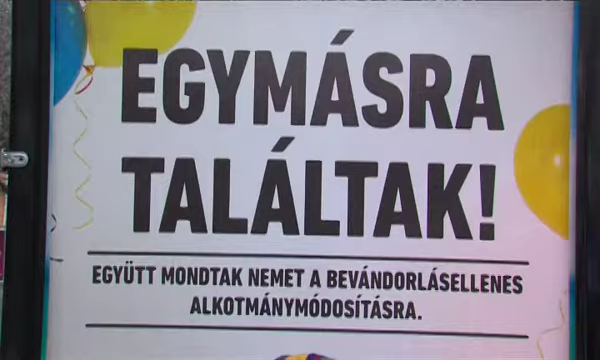 EGYMÁSRA
TALÁLTAK!
EGYÜTT MONDTAK NEMET A BEVÁNDORLÁSELLENES
ALKOTMÁNYMÓDOSÍTÁSRA.